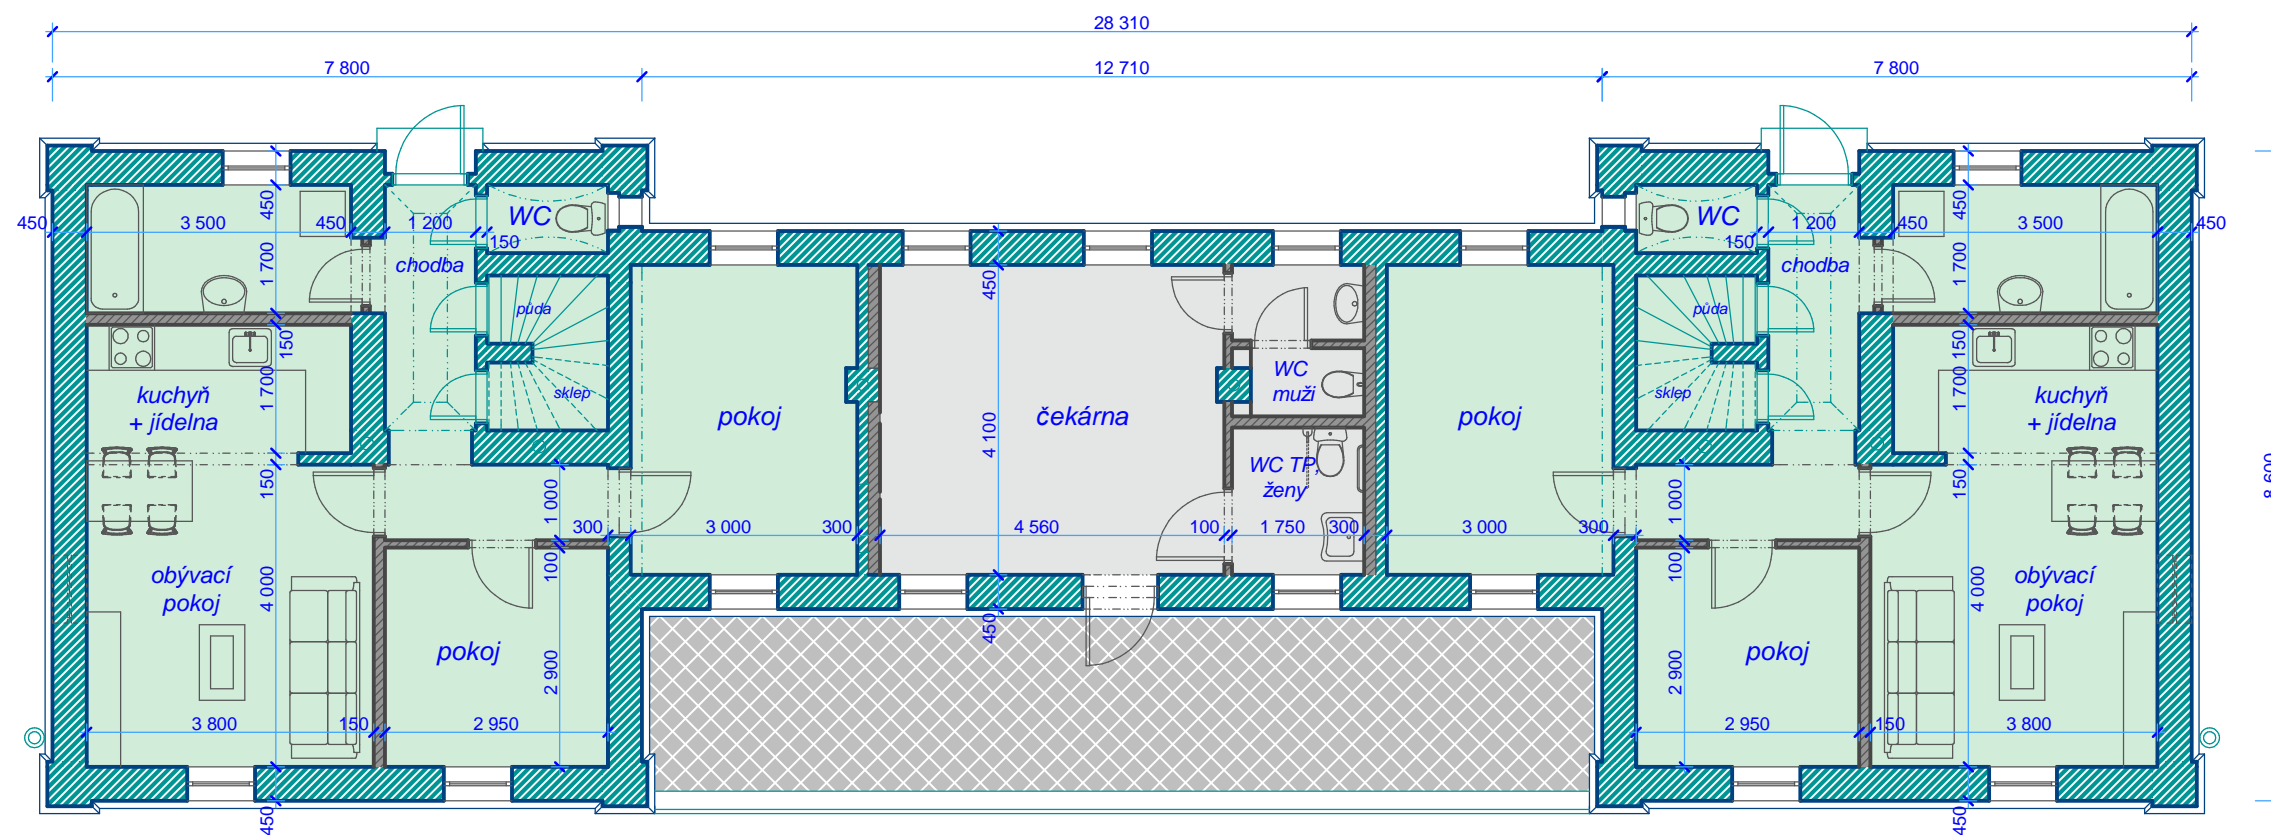 28 310
7 800
12 710
7 800
450
3 500
450
450
1 200
150
WC
WC
150
1 200
450
450
3 500
450
1 700
chodba
chodba
1 700
půda
půda
450
150
150
kuchyň
+ jídelna
1 700
sklep
pokoj
čekárna
4 100
WC
muži
pokoj
sklep
1 700
kuchyň
+ jídelna
150
WC TP,
ženy
150
8 600
1 000
1 000
300
3 000
300
4 560
100
1 750
300
3 000
300
obývací
pokoj
4 000
100
100
4 000
obývací
pokoj
450
pokoj
2 900
2 900
pokoj
3 800
150
2 950
2 950
150
3 800
450
450